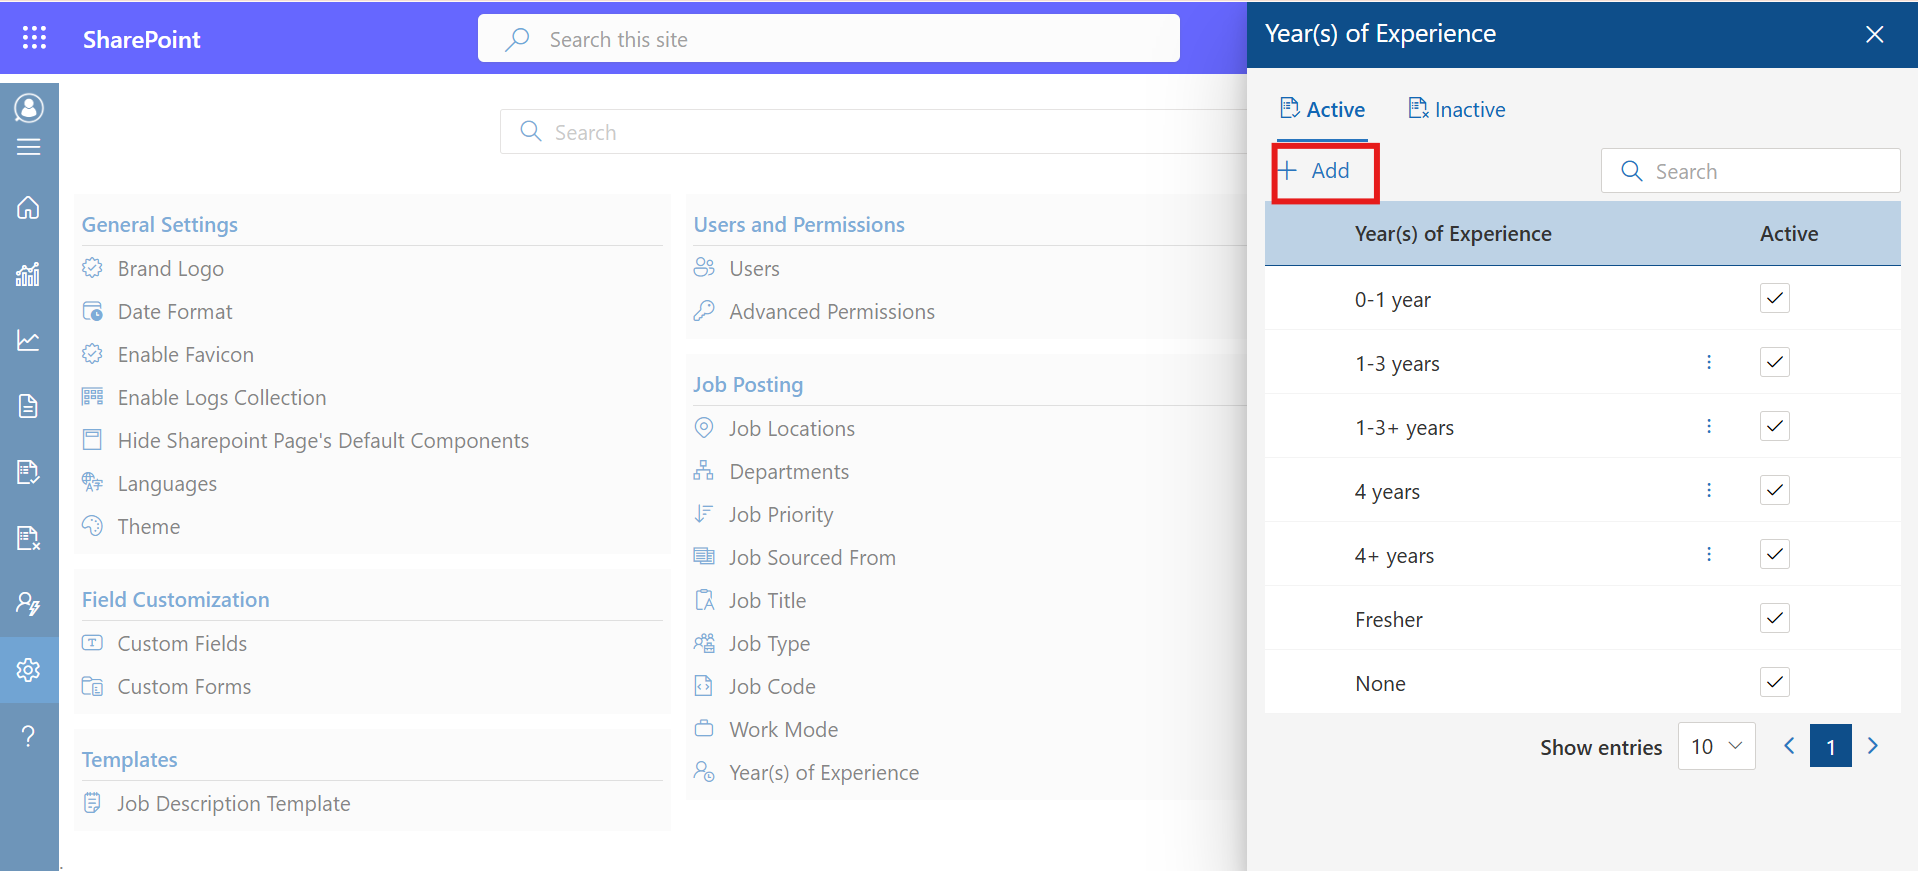 SharePoint
Search this site
Search
General Settings
Brand Logo
Date Format
Enable Favicon
Enable Logs Collection
Hide Sharepoint Page's Default Components
Languages
Theme
Field Customization
Custom Fields
Custom Forms
Templates
Job Description Template
Users and Permissions
Users
Advanced Permissions
Job Posting
Job Locations
Departments
Job Priority
Job Sourced From
Job Title
Job Type
Job Code
Work Mode
Year(s) of Experience
Year(s) of Experience
Active Inactive
Add Search
Year(s) of Experience Active
0-1 year
1-3 years
1-3+ years
4 years
4+ years
Fresher
None
Show entries 10 1